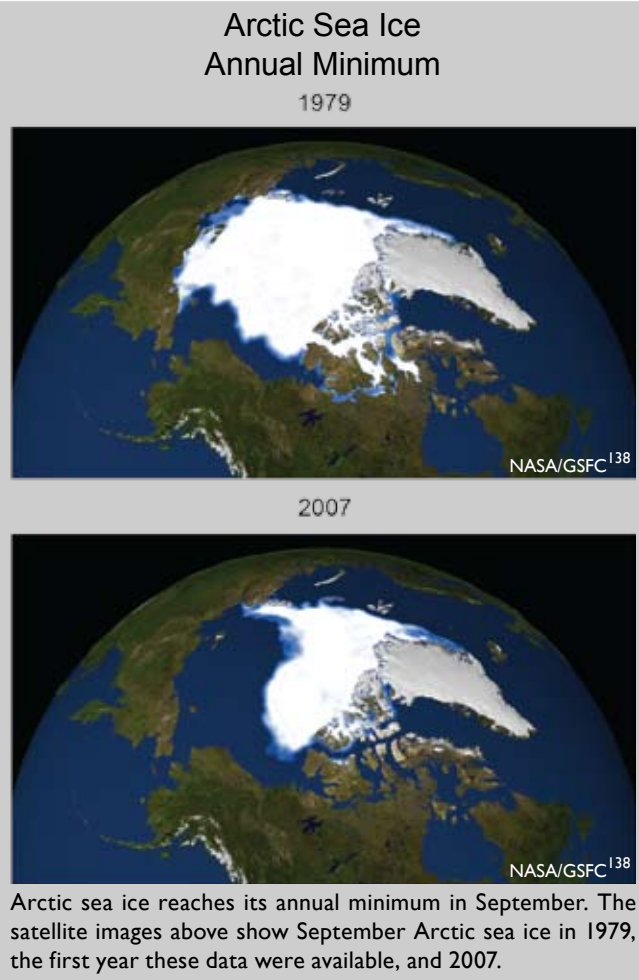 Arctic Sea Ice
Annual Minimum
1979
NASA/GSFC138
2007
NASA/GSFC138
Arctic sea ice reaches its annual minimum in September. The
satellite images above show September Arctic sea ice in 1979,
the first year these data were available, and 2007.